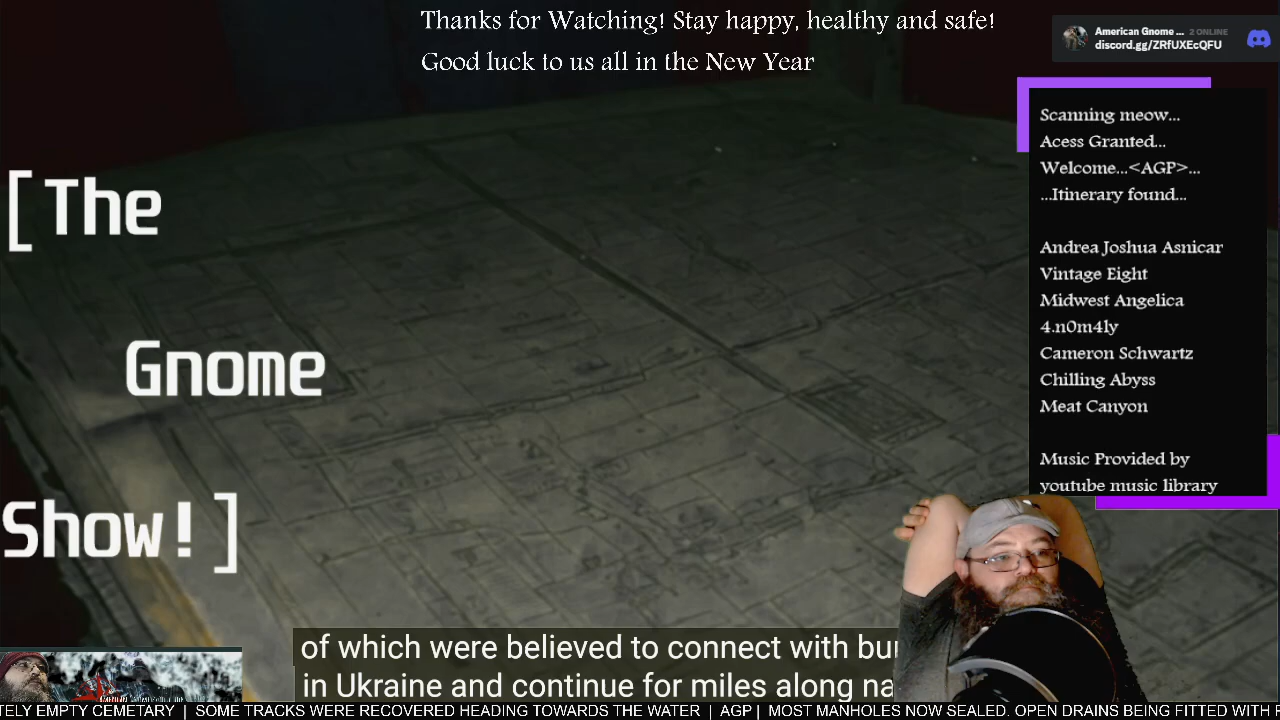 Thanks for Watching! Stay happy, healthy and safe!
Good luck to us all in the New Year
American Gnome ... 2 ONLINE
discord.gg/ZRfUXEcQFU
Scanning meow...
Acess Granted...
Welcome...<AGP>...
...Itinerary found...
Andrea Joshua Asnicar
Vintage Eight
Midwest Angelica
4.n0m4ly
Cameron Schwartz
Chilling Abyss
Meat Canyon
Music Provided by
youtube music library
[The
Gnome
Show!]
of which were believed to connect with
in Ukraine and continue for miles along
EMPTY CEMETARY | SOME TRACKS WERE RECOVERED HEADING TOWARDS THE WATER | AGP | MOST MANHOLES NOW SEALED. OPEN DRAINS BEING FITTED WITH